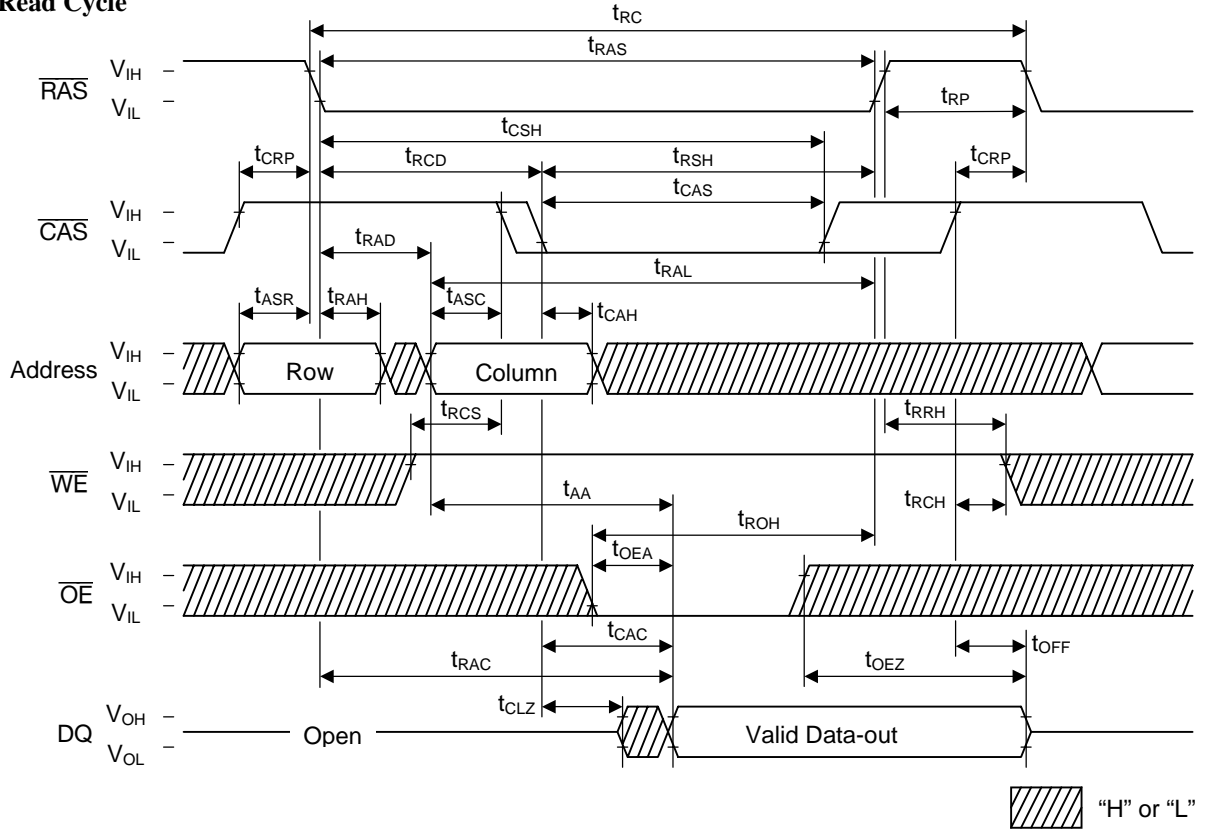 Read Cycle
tRC
tRAS
RAS
VIH
VIL
tRP
tCSH
tCRP
tRCD
tRSH
tCRP
tCAS
CAS
VIH
VIL
tRAD
tRAL
tASR
tRAH
tASC
tCAH
Address
VIH
VIL
Row
Column
tRCS
tRRH
WE
VIH
VIL
tAA
tRCH
tROH
tOEA
OE
VIH
VIL
tCAC
tOFF
tRAC
tOEZ
tCLZ
DQ
VOH
VOL
Open
Valid Data-out
“H” or “L”